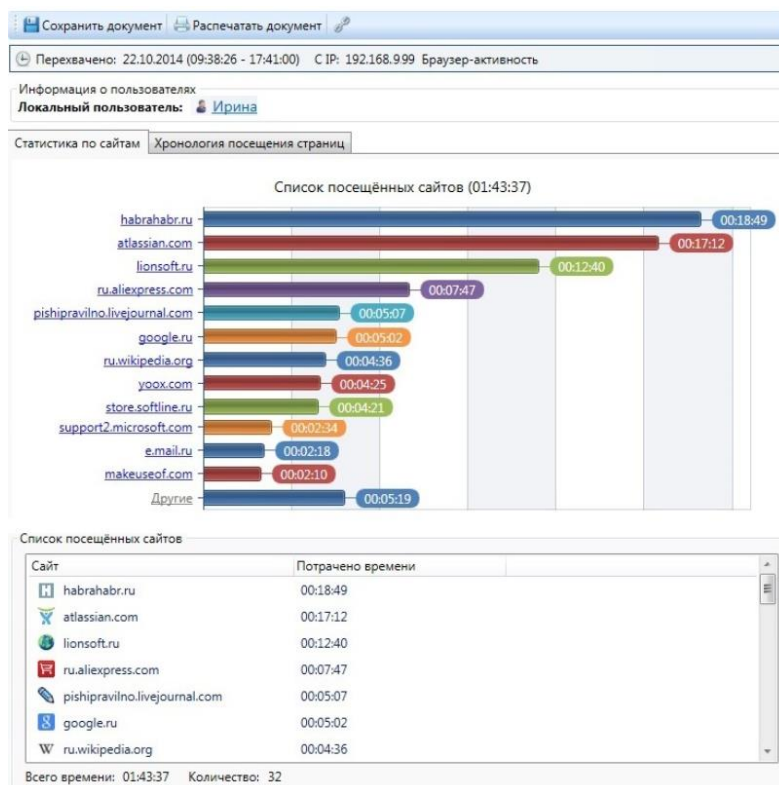 Сохранить документ Распечатать документ
Перехвачено: 22.10.2014 (09:38:26 - 17:41:00) С IP: 192.168.999 Браузер-активность
Информация о пользователях
Локальный пользователь: Ирина
Статистика по сайтам Хронология посещения страниц
Список посещённых сайтов (01:43:37)
habrahabr.ru 00:18:49
atlassian.com 00:17:12
lionsoft.ru 00:12:40
ru.aliexpress.com 00:07:47
pishipravilno.livejournal.com 00:05:07
google.ru 00:05:02
ru.wikipedia.org 00:04:36
yoox.com 00:04:25
store.softline.ru 00:04:21
support2.microsoft.com 00:02:34
e.mail.ru 00:02:18
makeuseof.com 00:02:10
Другие 00:05:19
Список посещённых сайтов
Сайт Потрачено времени
habrahabr.ru 00:18:49
atlassian.com 00:17:12
lionsoft.ru 00:12:40
ru.aliexpress.com 00:07:47
pishipravilno.livejournal.com 00:05:07
google.ru 00:05:02
ru.wikipedia.org 00:04:36
Всего времени: 01:43:37 Количество: 32